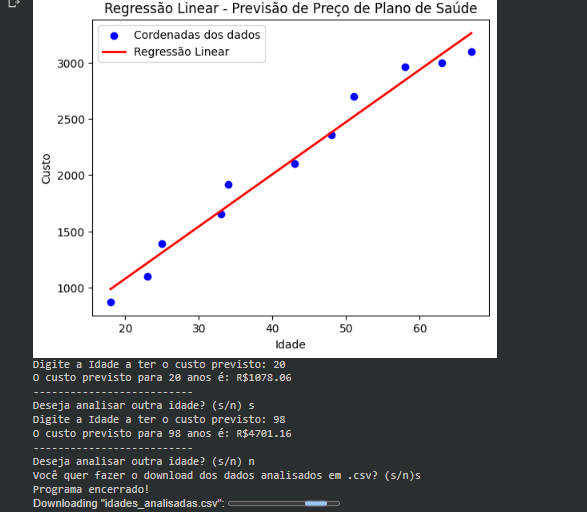 Regressão Linear - Previsão de Preço de Plano de Saúde
Cordenadas dos dados
Regressão Linear
3000
2500
2000
1500
1000
Custo
20 30 40 50 60
Idade
Digite a Idade a ter o custo previsto: 20
O custo previsto para 20 anos é: R$1078.06
--------------------------
Deseja analisar outra idade? (s/n) s
Digite a Idade a ter o custo previsto: 98
O custo previsto para 98 anos é: R$4701.16
--------------------------
Deseja analisar outra idade? (s/n) n
Você quer fazer o download dos dados analisados em .csv? (s/n)s
Programa encerrado!
Downloading "idades_analisadas.csv":